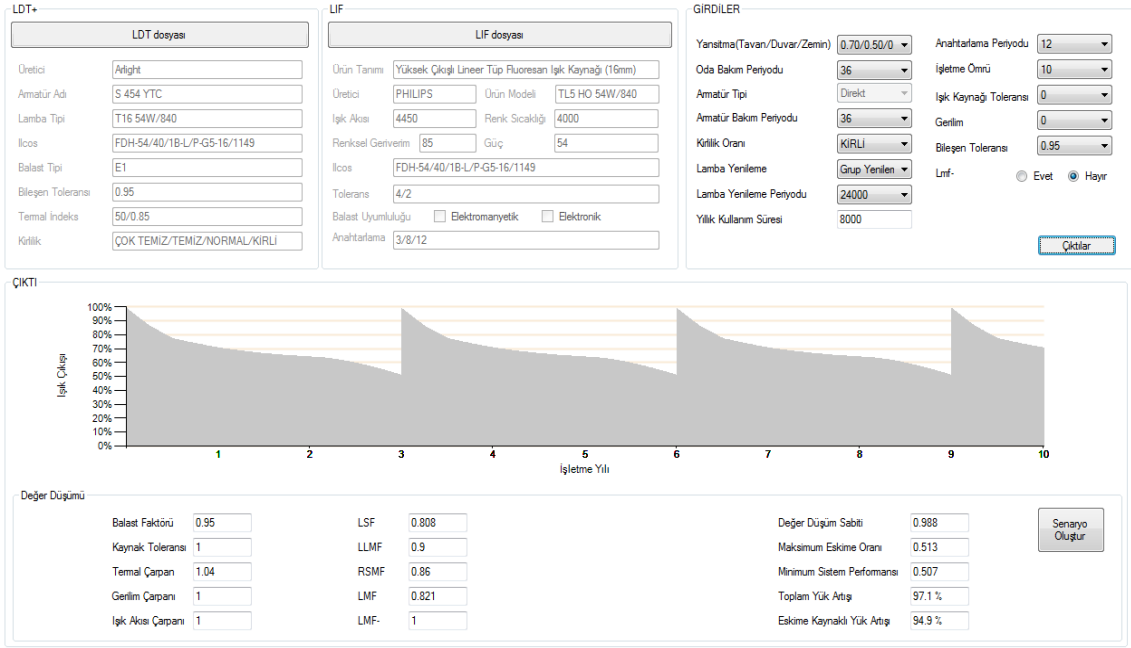 LDT+
LDT dosyası
Üretici Arlight
Armatür Adı S 454 YTC
Lamba Tipi T16 54W/840
Ilcos FDH-54/40/1B-L/P-G5-16/1149
Balast Tipi E1
Bileşen Toleransı 0.95
Termal İndeks 50/0.85
Kirlilik ÇOK TEMİZ/TEMİZ/NORMAL/KİRLİ
LIF
LIF dosyası
Ürün Tanımı Yüksek Çıkışlı Lineer Tüp Fluoresan Işık Kaynağı (16mm)
Üretici PHILIPS Ürün Modeli TL5 HO 54W/840
Işık Akısı 4450 Renk Sıcaklığı 4000
Renksel Geriverim 85 Güç 54
Ilcos FDH-54/40/1B-L/P-G5-16/1149
Tolerans 4/2
Balast Uyumluluğu Elektromanyetik Elektronik
Anahtarlama 3/8/12
GİRDİLER
Yansıtma(Tavan/Duvar/Zemin) 0.70/0.50/0 Anahtarlama Periyodu 12
Oda Bakım Periyodu 36 İşletme Ömrü 10
Armatür Tipi Direkt Işık Kaynağı Toleransı 0
Armatür Bakım Periyodu 36 Gerilim 0
Kirlilik Oranı KİRLİ Bileşen Toleransı 0.95
Lamba Yenileme Grup Yenilen Lmf- Evet Hayır
Lamba Yenileme Periyodu 24000
Yıllık Kullanım Süresi 8000
Çıktılar
ÇIKTI
100%
90%
80%
70%
60%
50%
40%
30%
20%
10%
0%
Işık Çıkışı
1 2 3 4 5 6 7 8 9 10
İşletme Yılı
Değer Düşümü
Balast Faktörü 0.95 LSF 0.808 Değer Düşüm Sabiti 0.988
Kaynak Toleransı 1 LLMF 0.9 Maksimum Eskime Oranı 0.513
Termal Çarpan 1.04 RSMF 0.86 Minimum Sistem Performansı 0.507
Gerilim Çarpanı 1 LMF 0.821 Toplam Yük Artışı 97.1 %
Işık Akısı Çarpanı 1 LMF- 1 Eskime Kaynaklı Yük Artışı 94.9 %
Senaryo
Oluştur